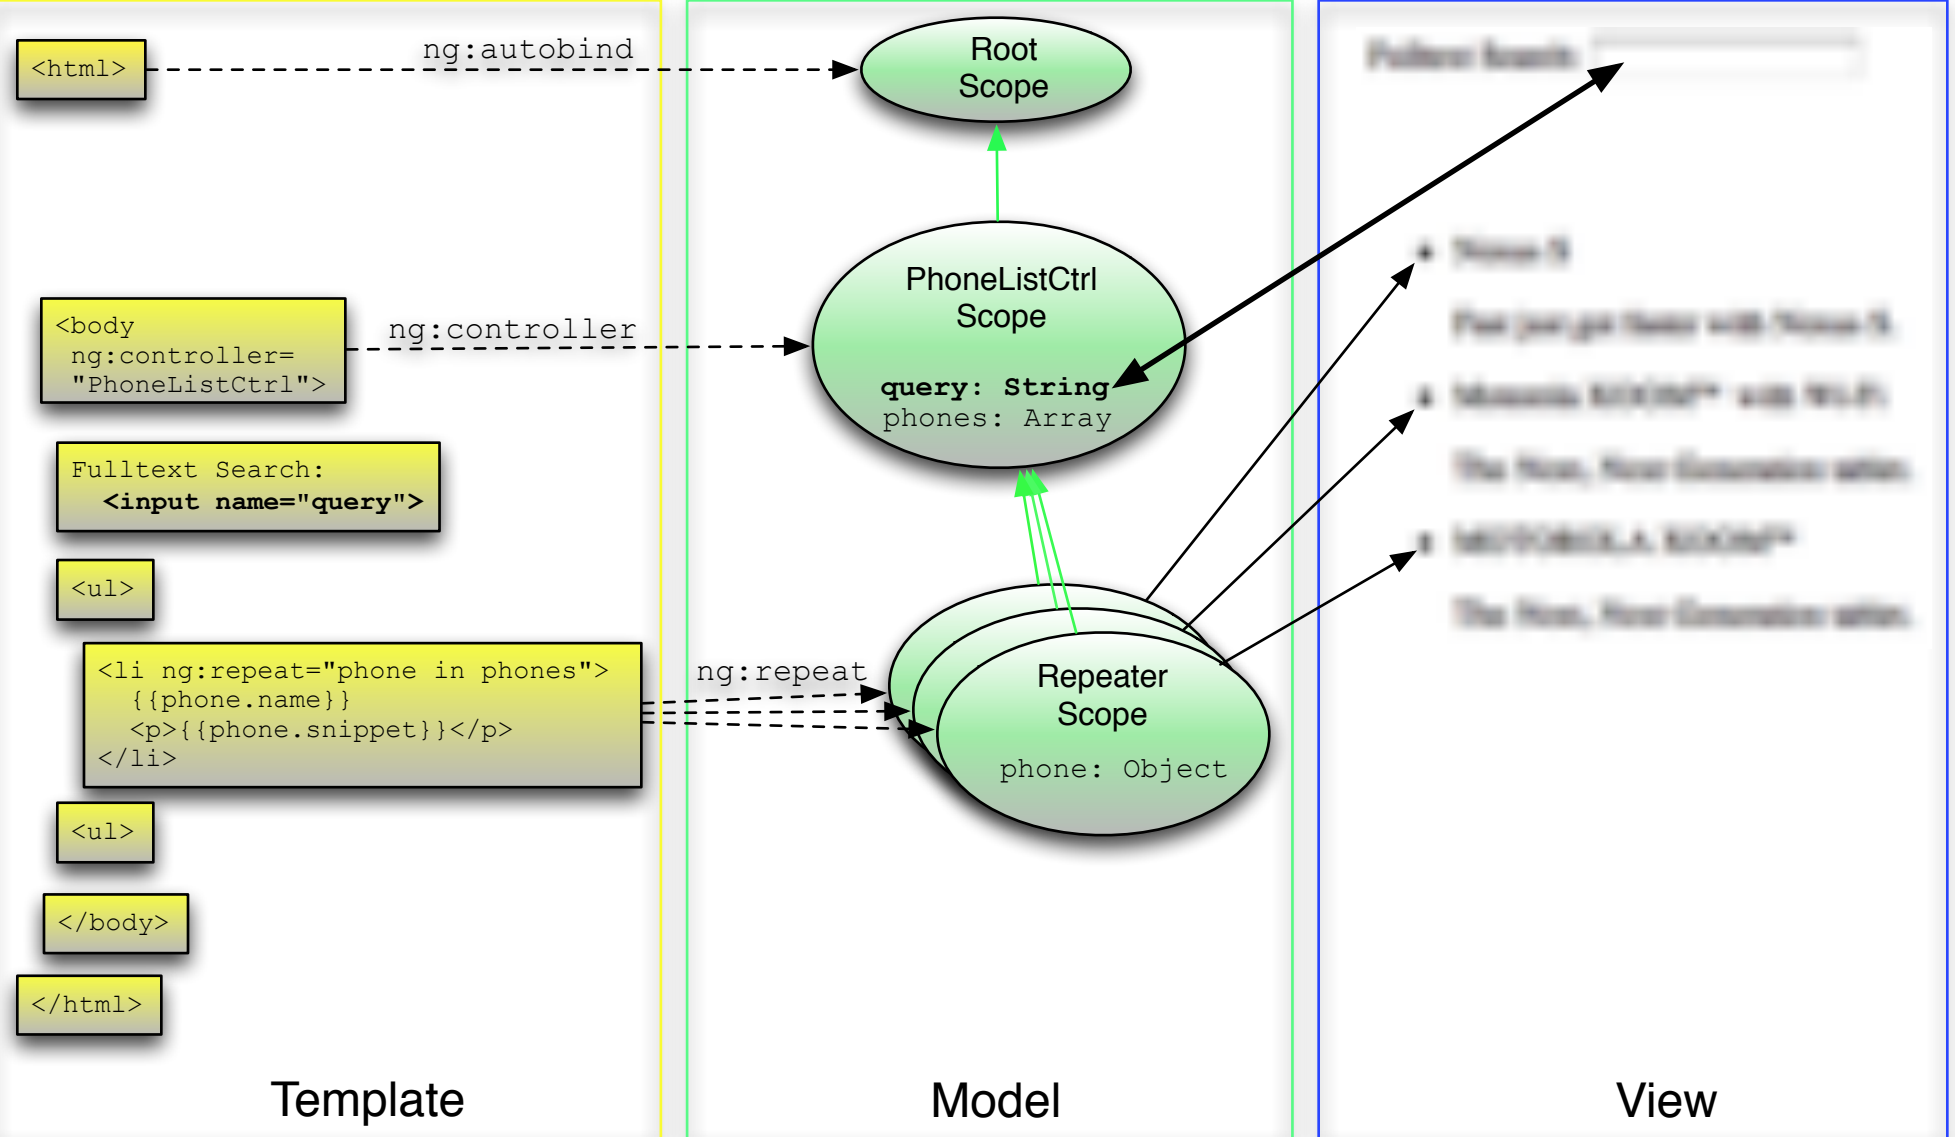 <html>
ng:autobind
Root
Scope
<body
ng:controller=
"PhoneListCtrl">
ng:controller
PhoneListCtrl
Scope
query: String
phones: Array
Fulltext Search:
<input name="query">
<ul>
<li ng:repeat="phone in phones">
{{phone.name}}
<p>{{phone.snippet}}</p>
</li>
ng:repeat
Repeater
Scope
phone: Object
<ul>
</body>
</html>
Template
Model
View